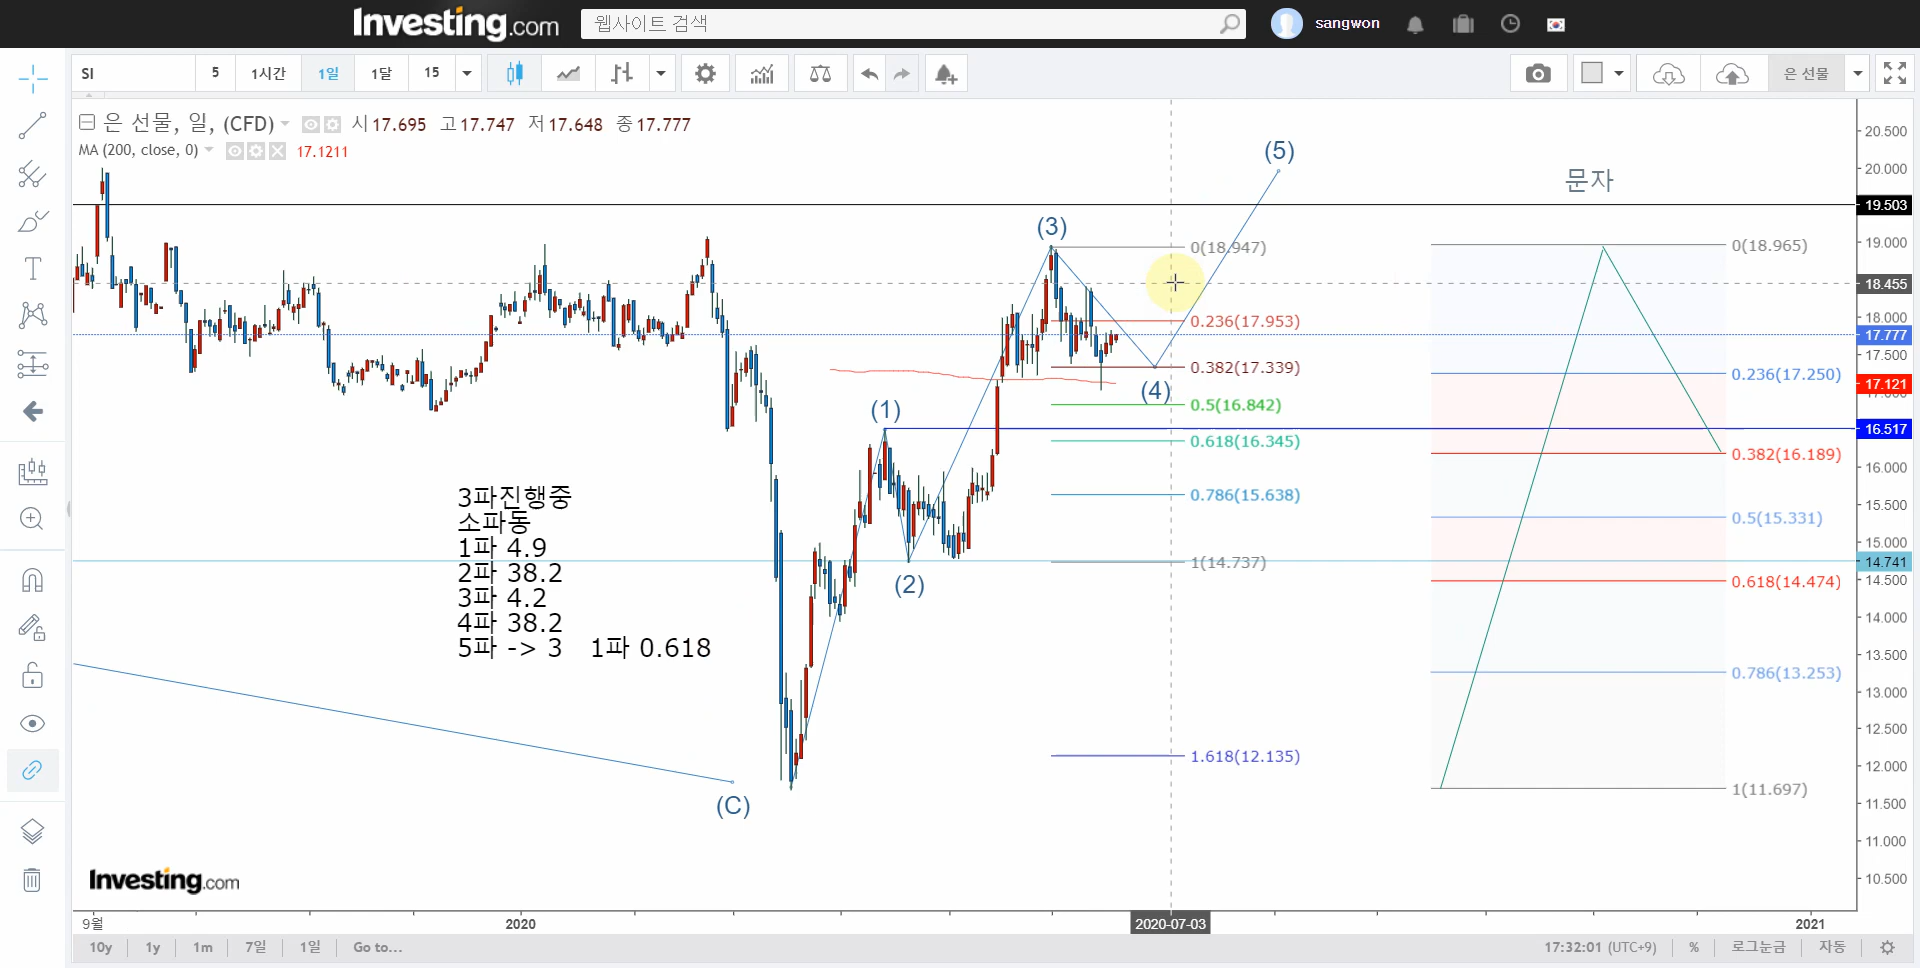 Investing.com
웹사이트 검색
sangwon
SI
5
1시간
1일
1달
15
은 선물
은 선물, 일, (CFD)
시 17.695 고 17.747 저 17.648 종 17.777
MA (200, close, 0)
17.1211
(5)
문자
(3)
0(18.947)
0.236(17.953)
0.382(17.339)
(4)
0.5(16.842)
0.618(16.345)
0.786(15.638)
1(14.737)
1.618(12.135)
(1)
(2)
(C)
3파진행중
소파동
1파 4.9
2파 38.2
3파 4.2
4파 38.2
5파 -> 3 1파 0.618
0(18.965)
0.236(17.250)
0.382(16.189)
0.5(15.331)
0.618(14.474)
0.786(13.253)
1(11.697)
20.500
20.000
19.503
19.000
18.455
18.000
17.777
17.500
17.121
16.517
16.000
15.500
15.000
14.741
14.500
14.000
13.500
13.000
12.500
12.000
11.500
11.000
10.500
Investing.com
9월
2020
2020-07-03
2021
10y
1y
1m
7일
1일
Go to...
17:32:01 (UTC+9)
%
로그눈금
자동